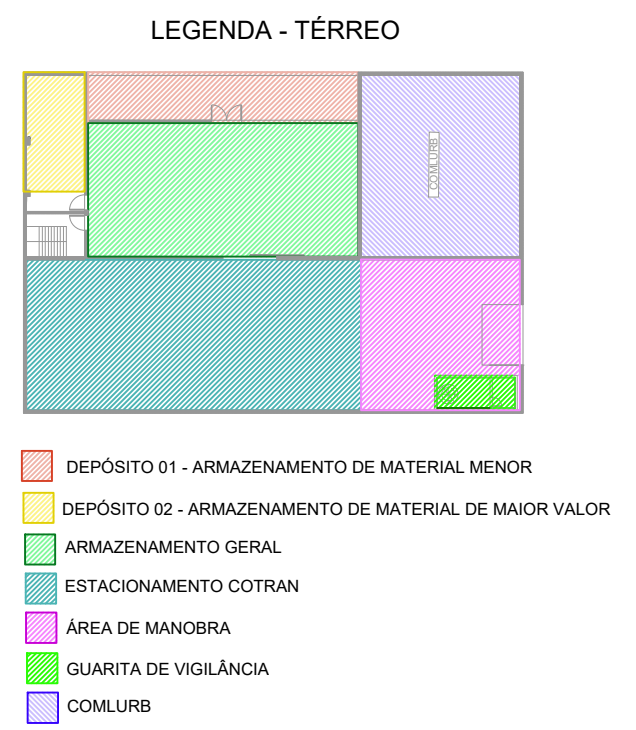 LEGENDA - TÉRREO
COMLURB
DEPÓSITO 01 - ARMAZENAMENTO DE MATERIAL MENOR
DEPÓSITO 02 - ARMAZENAMENTO DE MATERIAL DE MAIOR VALOR
ARMAZENAMENTO GERAL
ESTACIONAMENTO COTRAN
ÁREA DE MANOBRA
GUARITA DE VIGILÂNCIA
COMLURB